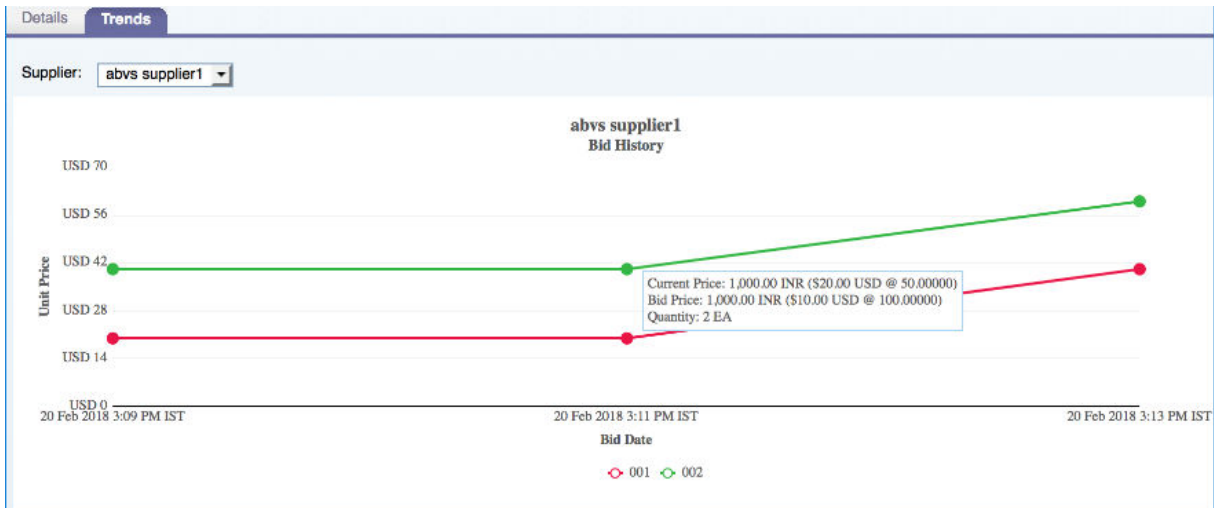 Details Trends
Supplier: abvs supplier1
abvs supplier1
Bid History
USD 70
USD 56
USD 42
USD 28
USD 14
USD 0
Unit Price
Current Price: 1,000.00 INR ($20.00 USD @ 50.00000)
Bid Price: 1,000.00 INR ($10.00 USD @ 100.00000)
Quantity: 2 EA
20 Feb 2018 3:09 PM IST 20 Feb 2018 3:11 PM IST 20 Feb 2018 3:13 PM IST
Bid Date
001 002